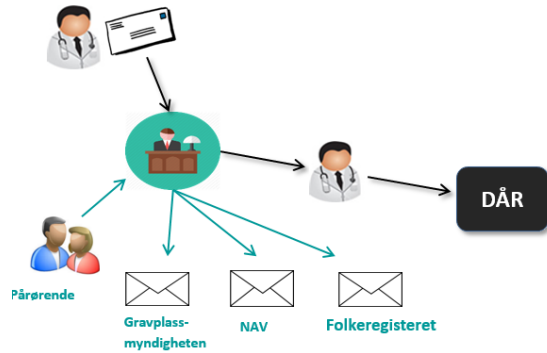 DÅR
Pårørende
Gravplass-
myndigheten
NAV
Folkeregisteret